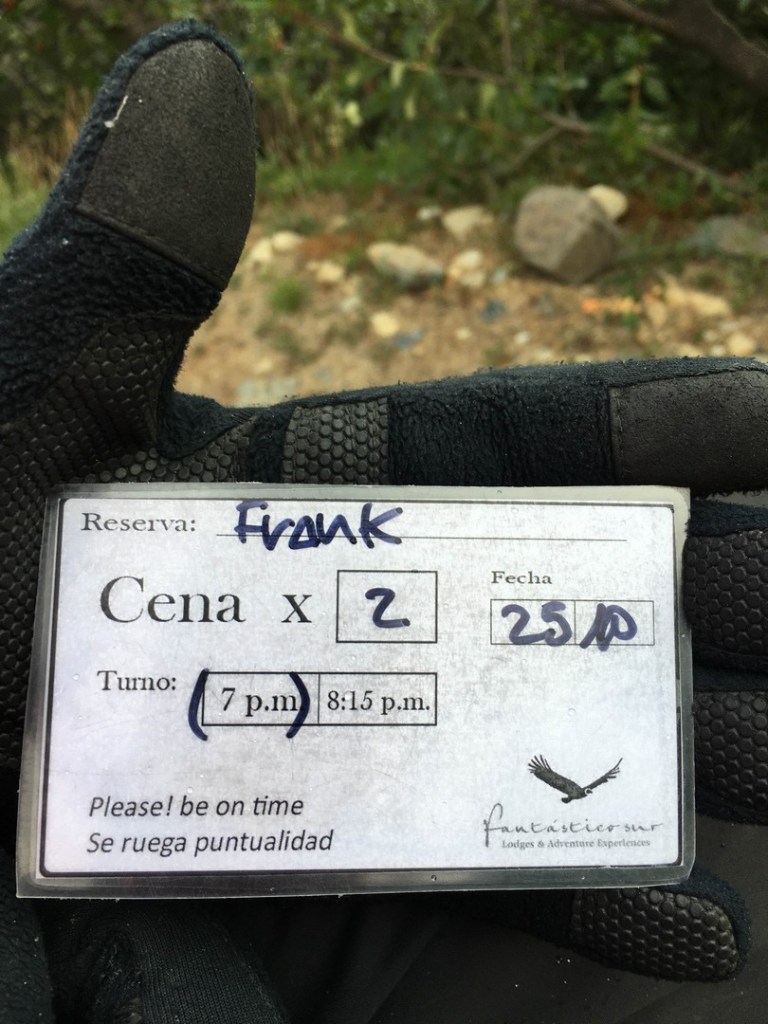 Reserva: Frank
Cena x 2
Fecha
25 10
Turno: (7 p.m) 8:15 p.m.
Please! be on time
Se ruega puntualidad
fantástico sur
Lodges & Adventure Experiences